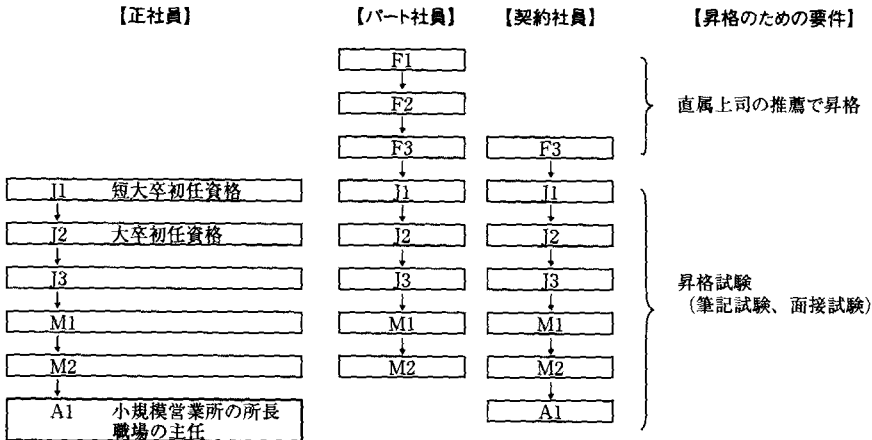 【正社員】 【パート社員】 【契約社員】 【昇格のための要件】
F1
F2
直属上司の推薦で昇格
F3 F3
J1 短大卒初任資格 J1 J1
J2 大卒初任資格 J2 J2
J3 J3 J3
昇格試験
(筆記試験、面接試験)
M1 M1 M1
M2 M2 M2
A1 小規模営業所の所長 A1
職場の主任